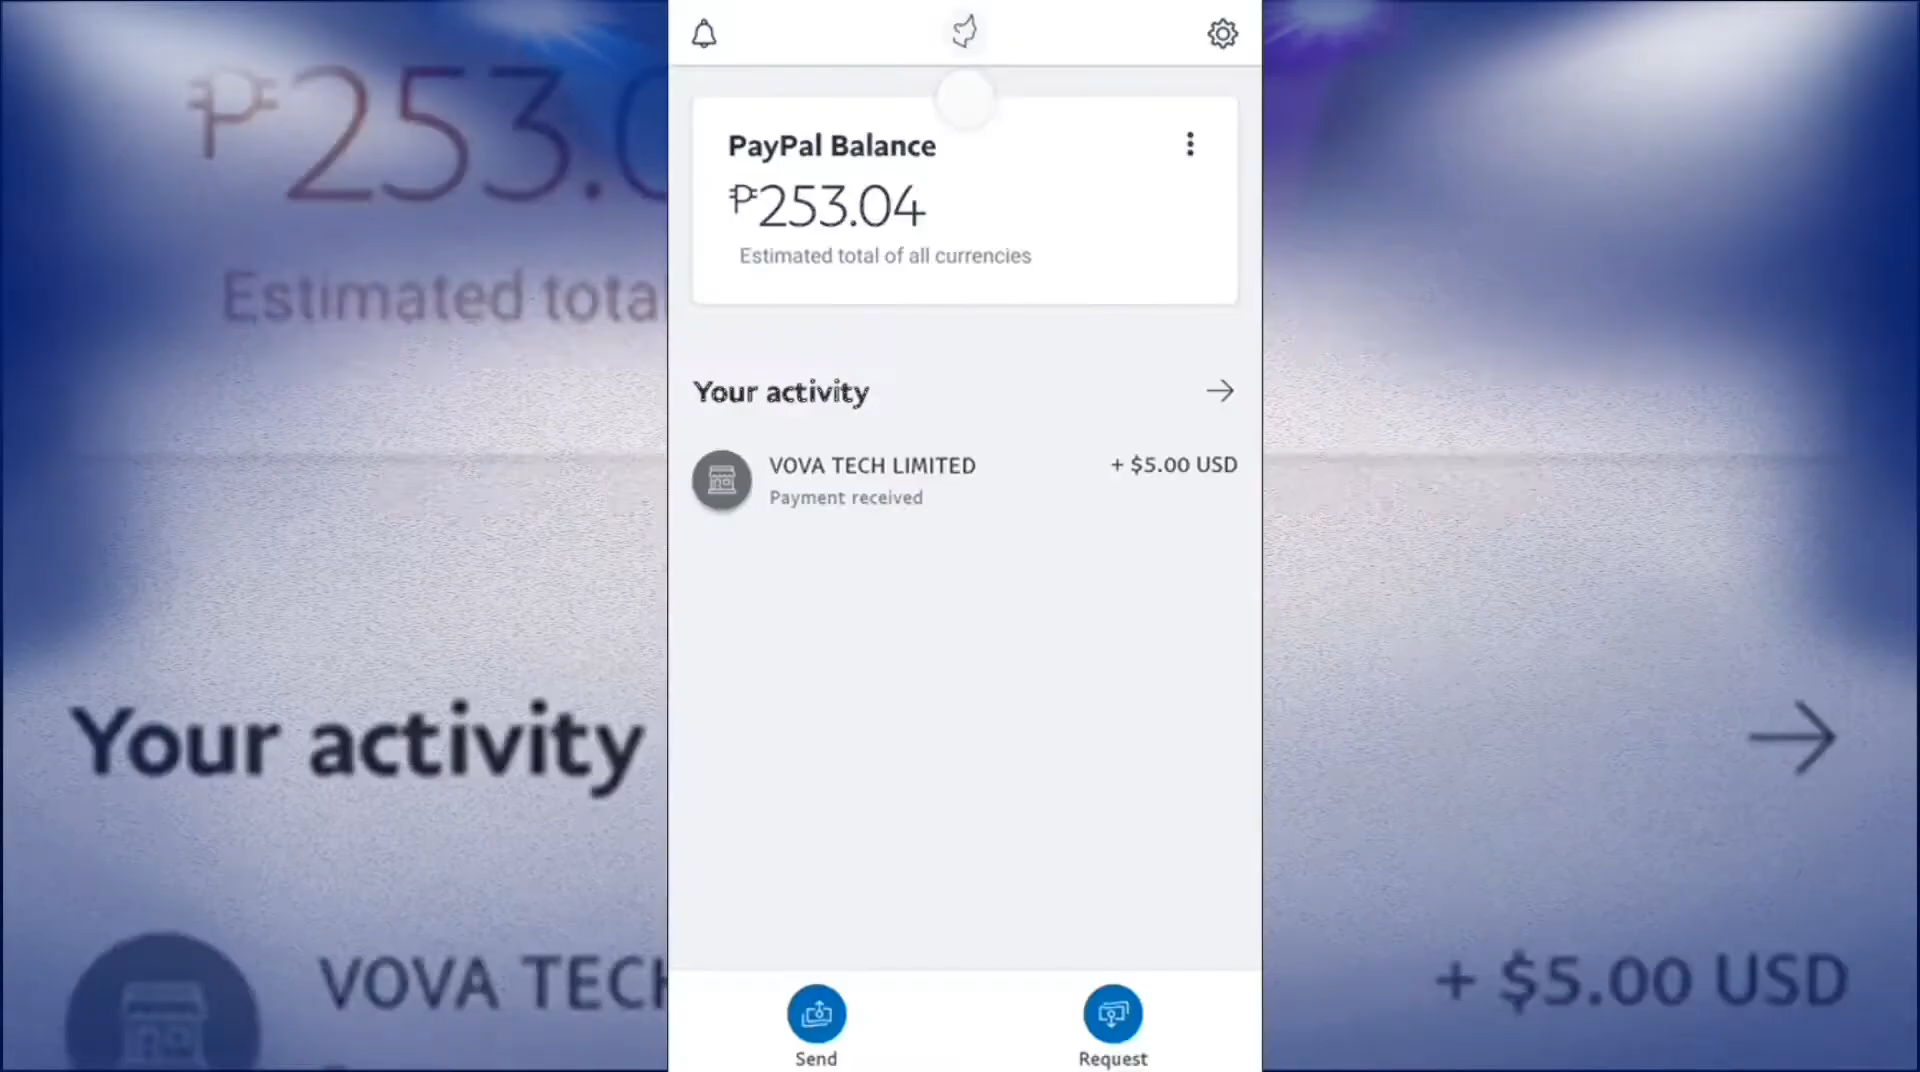 PayPal Balance
₱253.04
Estimated total of all currencies
Your activity
VOVA TECH LIMITED
+ $5.00 USD
Payment received
Send
Request
₱253.0
Estimated tota
Your activity
VOVA TECH
+ $5.00 USD